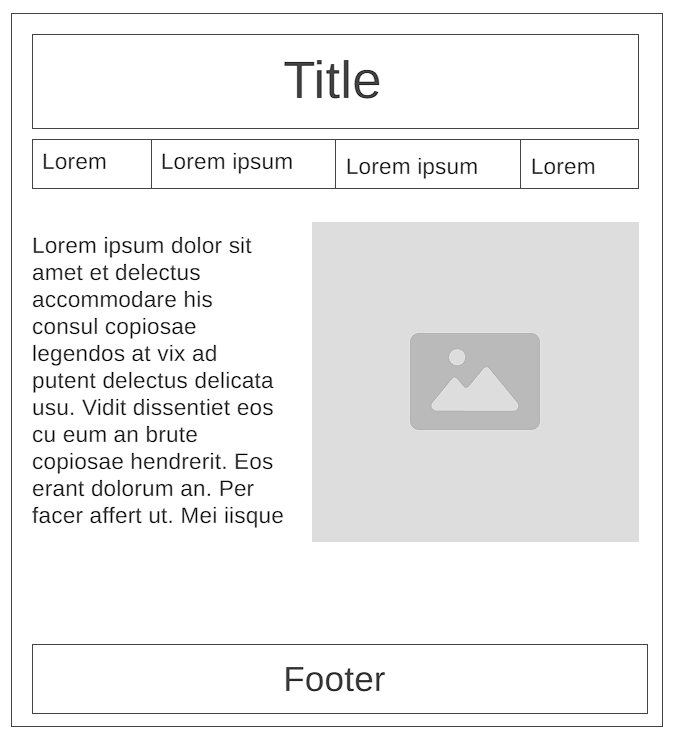 Title
Lorem
Lorem ipsum
Lorem ipsum
Lorem
Lorem ipsum dolor sit
amet et delectus
accommodare his
consul copiosae
legendos at vix ad
putent delectus delicata
usu. Vidit dissentiet eos
cu eum an brute
copiosae hendrerit. Eos
erant dolorum an. Per
facer affert ut. Mei iisque
Footer